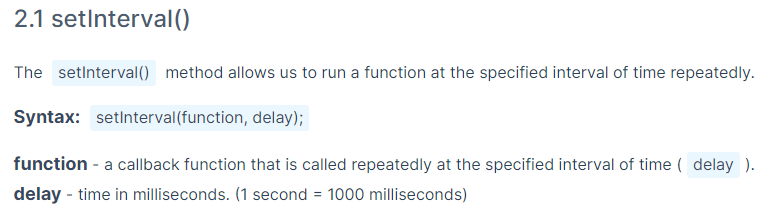 2.1 setInterval()
The setInterval() method allows us to run a function at the specified interval of time repeatedly.
Syntax: setInterval(function, delay);
function - a callback function that is called repeatedly at the specified interval of time ( delay ).
delay - time in milliseconds. (1 second = 1000 milliseconds)